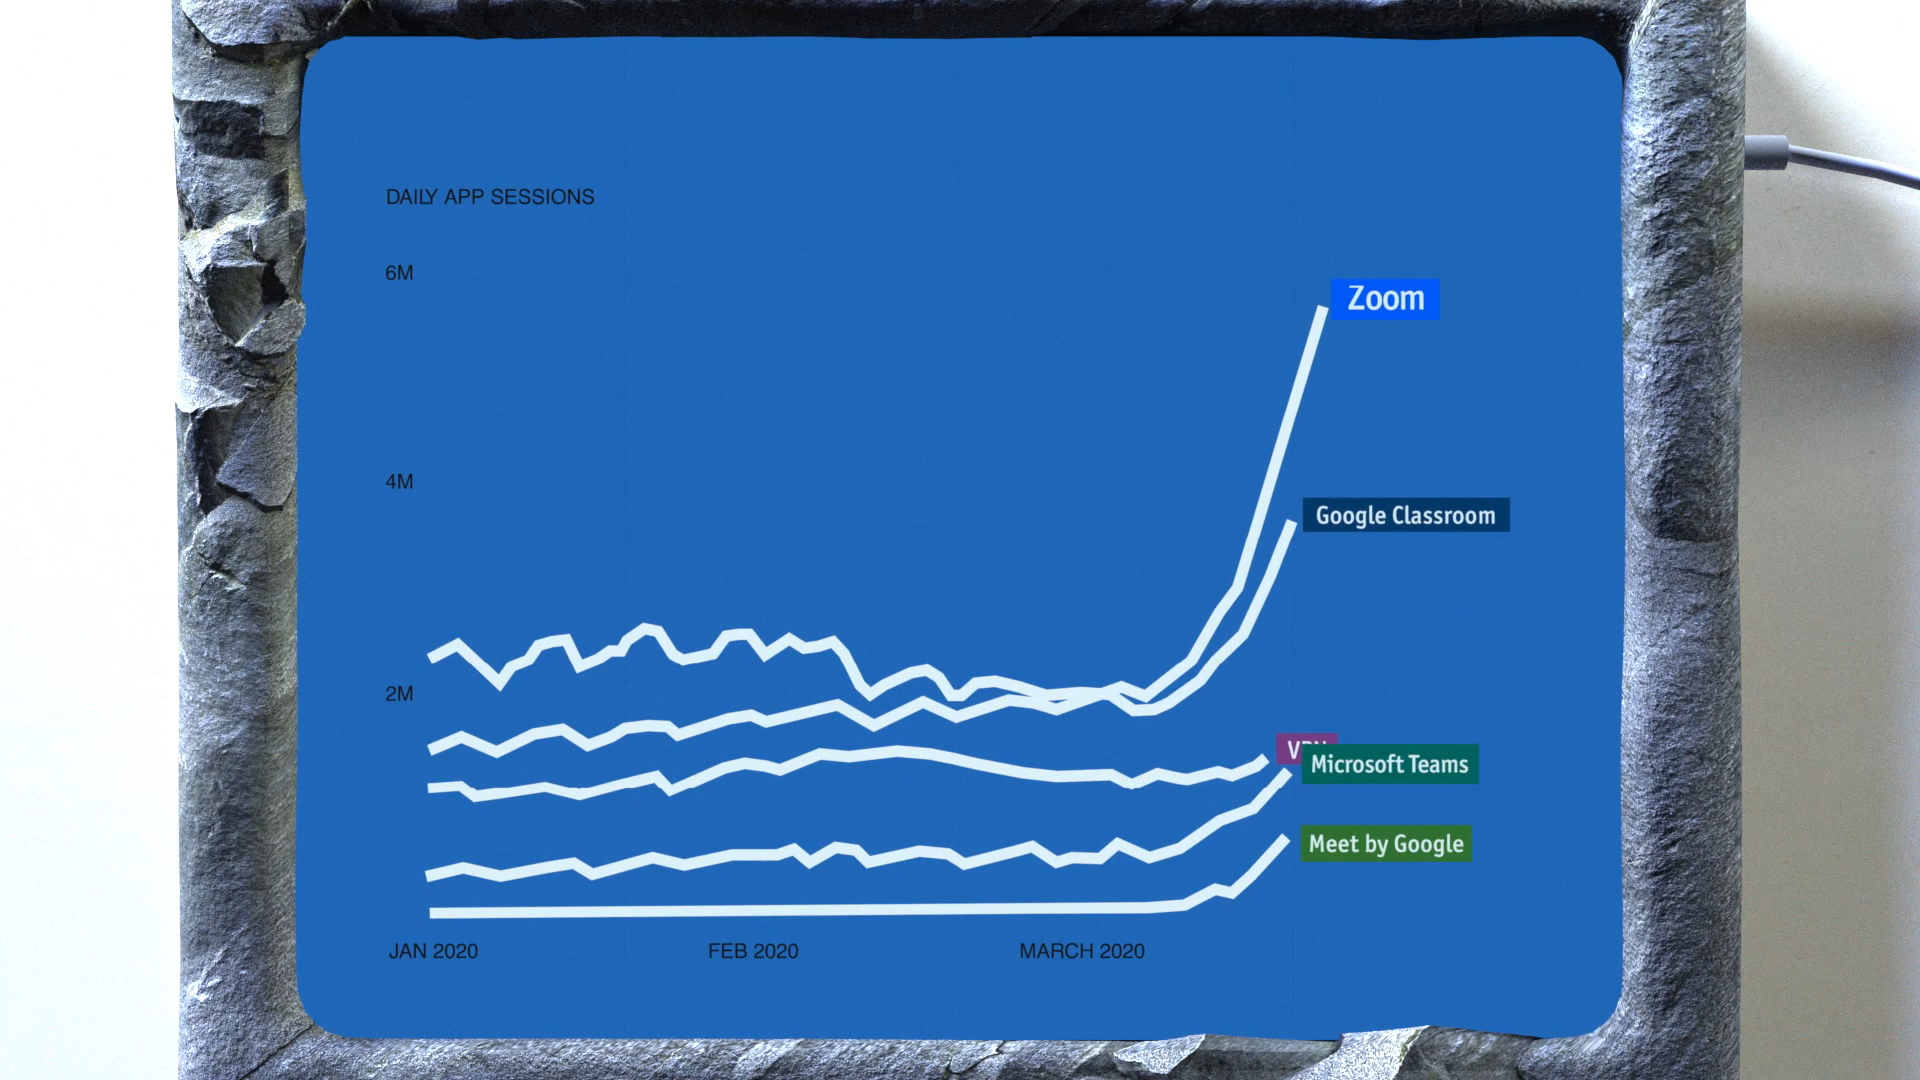 DAILY APP SESSIONS
6M
Zoom
4M
Google Classroom
2M
Microsoft Teams
Meet by Google
JAN 2020
FEB 2020
MARCH 2020